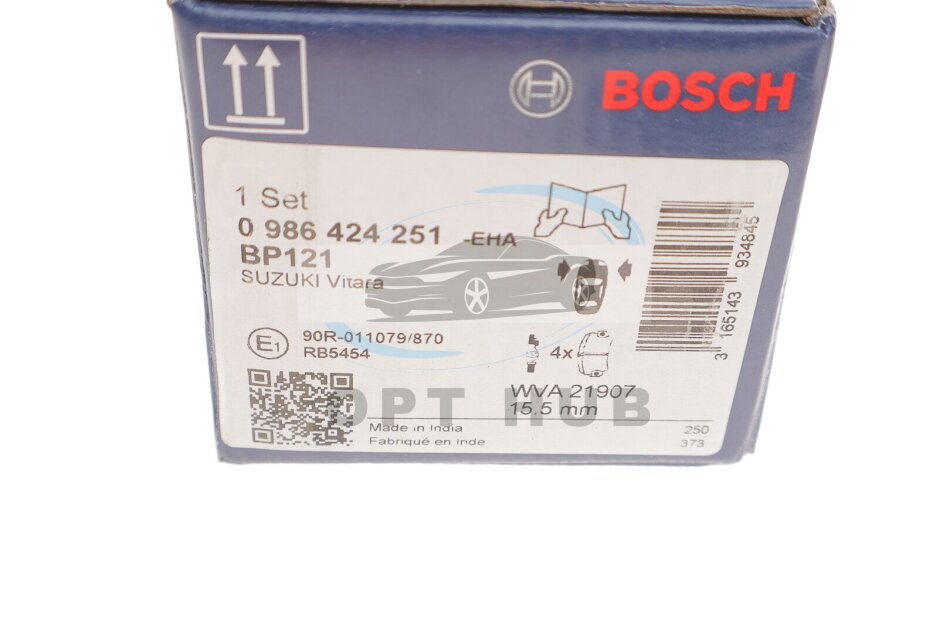 BOSCH
1 Set
0 986 424 251 -EHA
BP121
SUZUKI Vitara
E1
90R-011079/870
RB5454
4x
WVA 21907
15.5 mm
Made in India
Fabriqué en Inde
250
373
3 165143 934845
OPT HUB